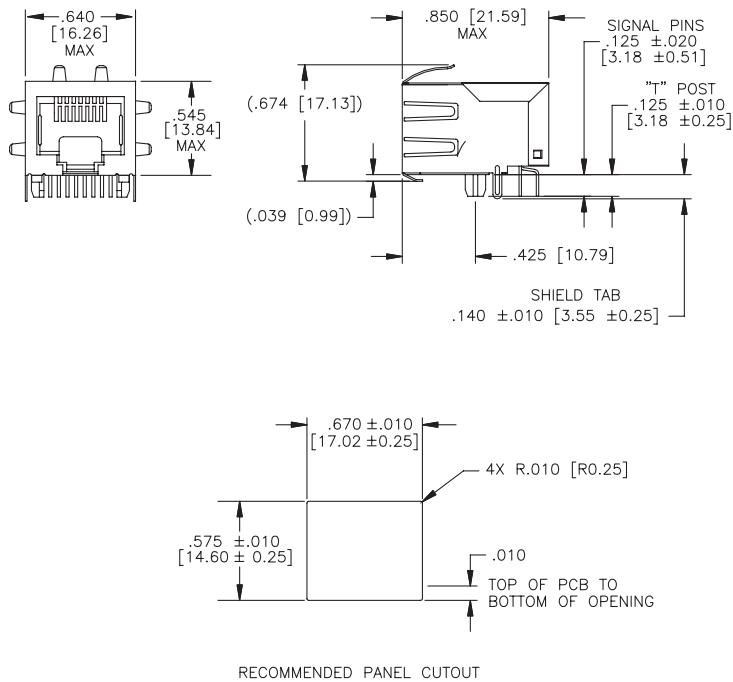 .640
[16.26]
MAX
.545
[13.84]
MAX
.850 [21.59]
MAX
(.674 [17.13])
(.039 [0.99])
SIGNAL PINS
.125 ±.020
[3.18 ±0.51]
"T" POST
.125 ±.010
[3.18 ±0.25]
.425 [10.79]
SHIELD TAB
.140 ±.010 [3.55 ±0.25]
.670 ±.010
[17.02 ±0.25]
4X R.010 [R0.25]
.575 ±.010
[14.60 ± 0.25]
.010
TOP OF PCB TO
BOTTOM OF OPENING
RECOMMENDED PANEL CUTOUT